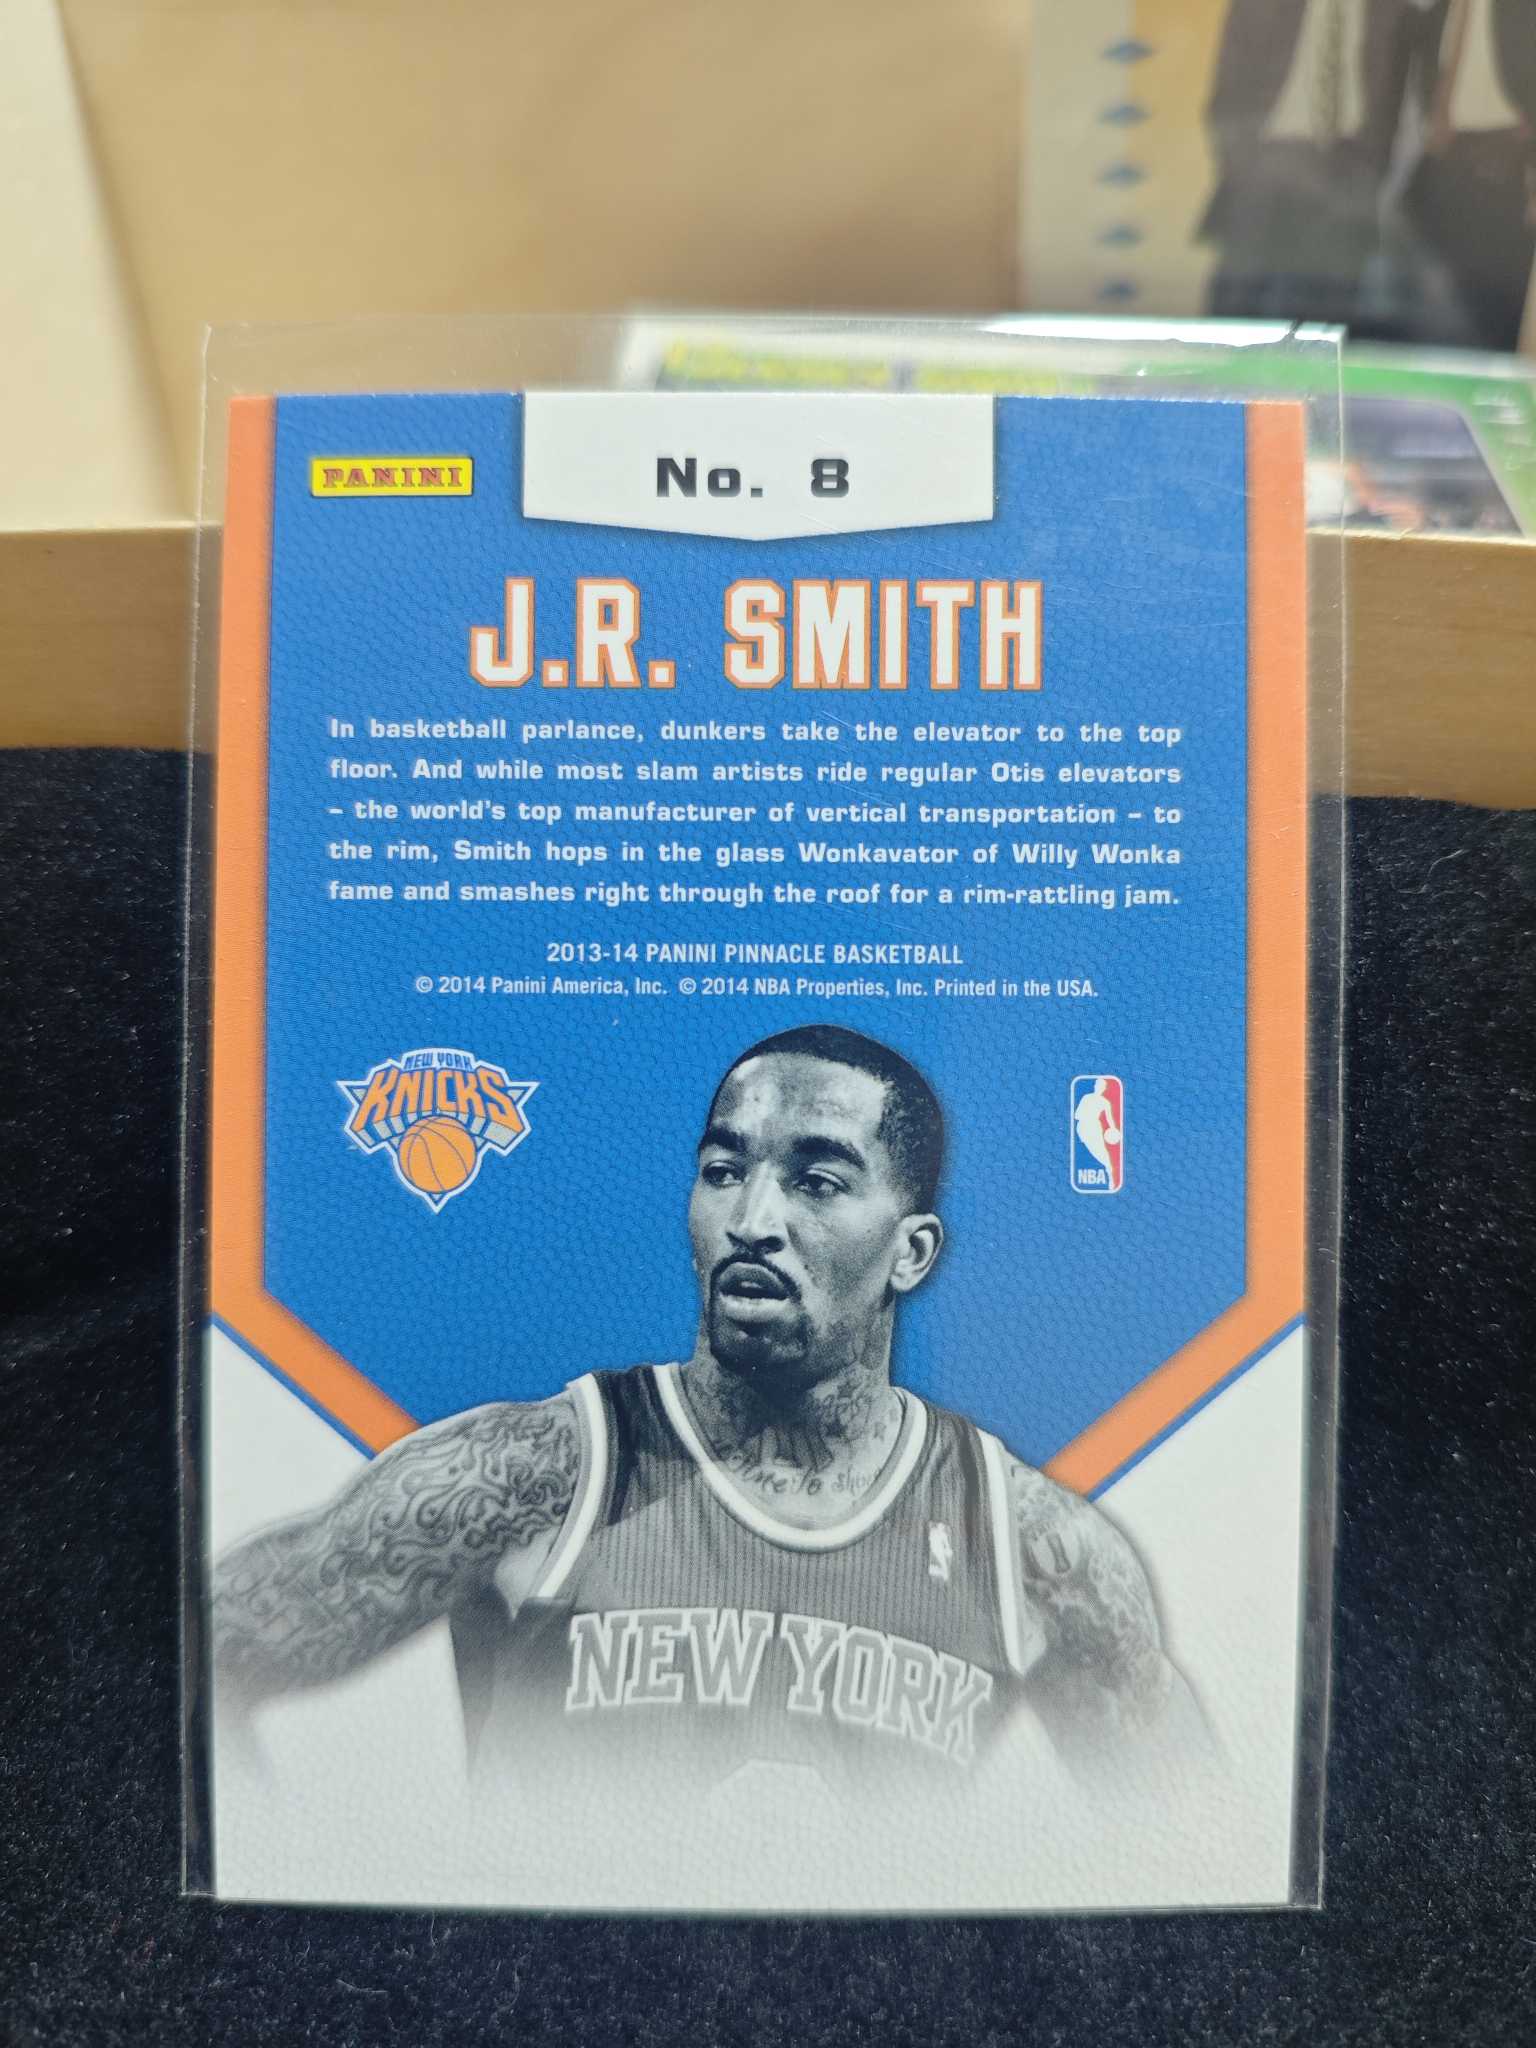 PANINI
No. 8
J.R. SMITH
In basketball parlance, dunkers take the elevator to the top
floor. And while most slam artists ride regular Otis elevators
– the world's top manufacturer of vertical transportation – to
the rim, Smith hops in the glass Wonkavator of Willy Wonka
fame and smashes right through the roof for a rim-rattling jam.
2013-14 PANINI PINNACLE BASKETBALL
© 2014 Panini America, Inc. © 2014 NBA Properties, Inc. Printed in the USA.
NEW YORK
KNICKS
NBA
NEW YORK